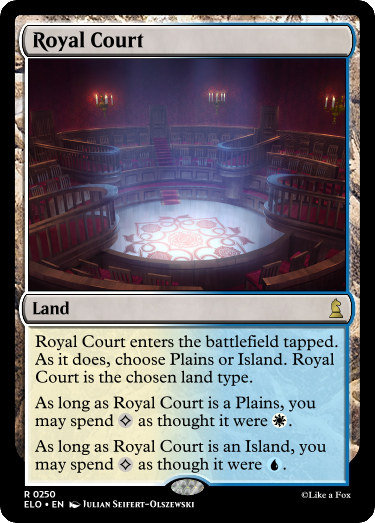 Royal Court
Land
Royal Court enters the battlefield tapped.
As it does, choose Plains or Island. Royal
Court is the chosen land type.
As long as Royal Court is a Plains, you
may spend as thought it were .
As long as Royal Court is an Island, you
may spend as though it were .
R 0250
ELO • EN Julian Seifert-Olszewski
©Like a Fox